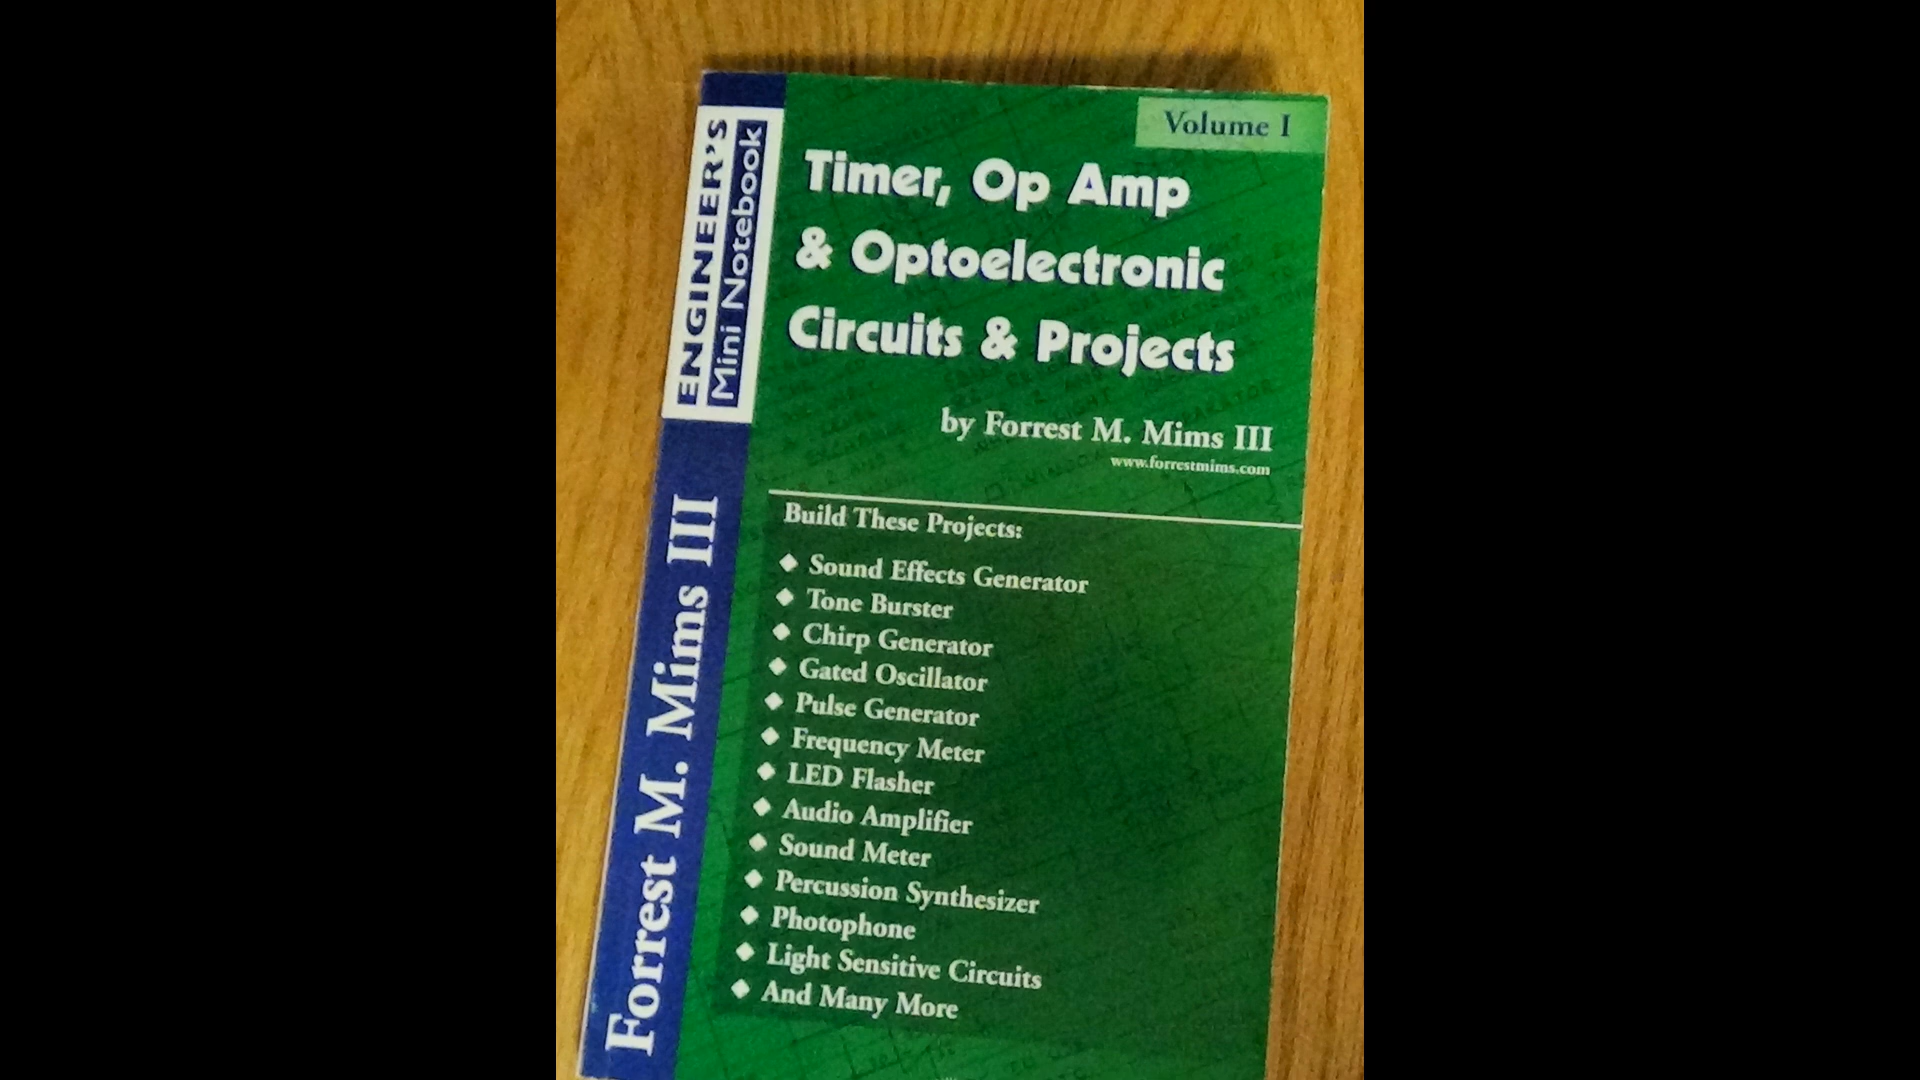 Volume I
ENGINEER'S
Mini Notebook
Timer, Op Amp
& Optoelectronic
Circuits & Projects
by Forrest M. Mims III
www.forrestmims.com
Forrest M. Mims III
Build These Projects:
◆ Sound Effects Generator
◆ Tone Burster
◆ Chirp Generator
◆ Gated Oscillator
◆ Pulse Generator
◆ Frequency Meter
◆ LED Flasher
◆ Audio Amplifier
◆ Sound Meter
◆ Percussion Synthesizer
◆ Photophone
◆ Light Sensitive Circuits
◆ And Many More